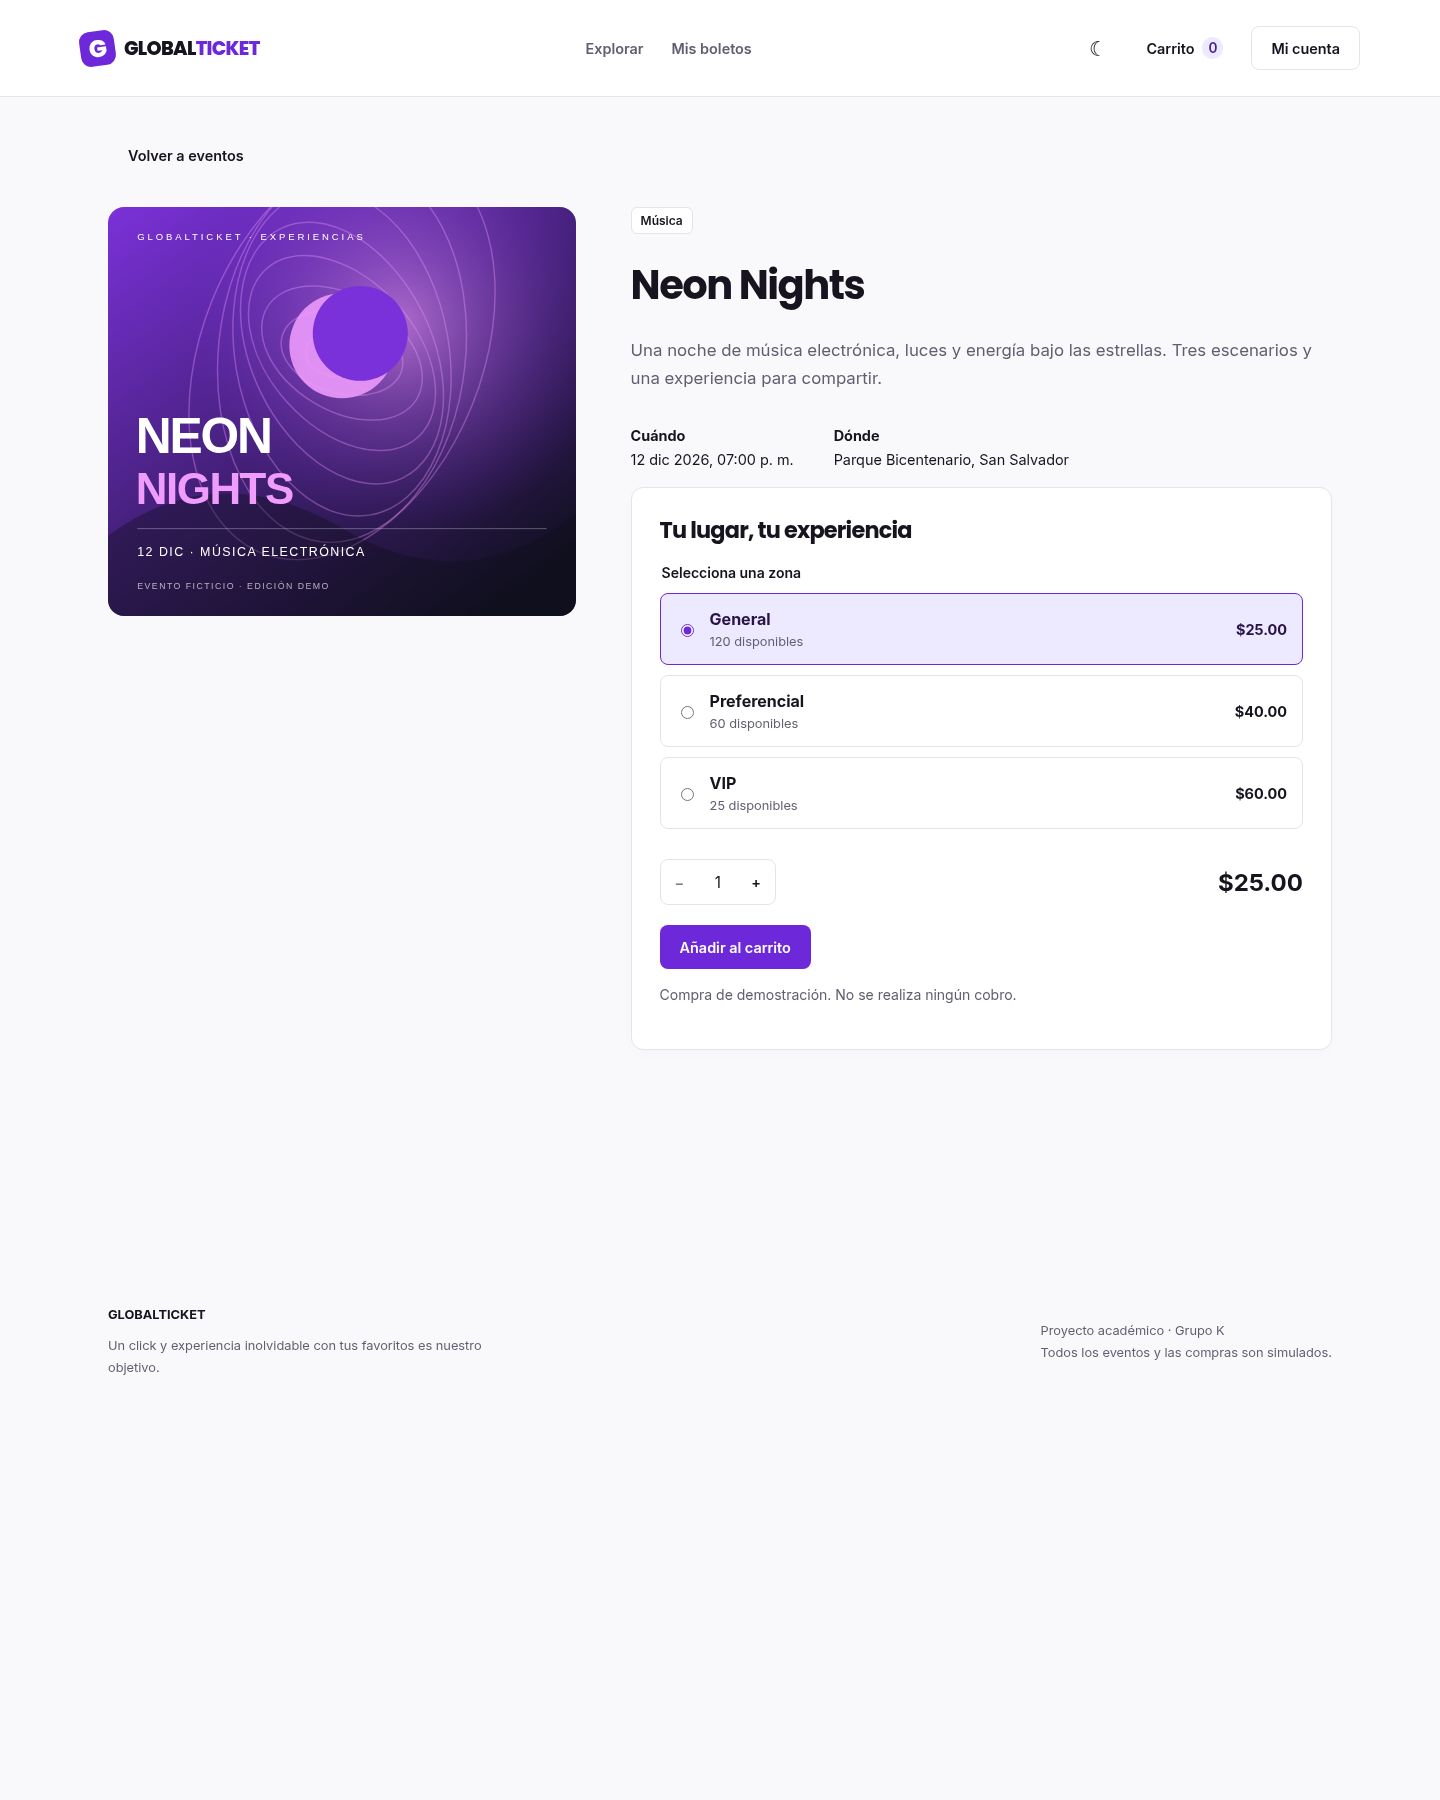 G GLOBALTICKET
Explorar
Mis boletos
Carrito 0
Mi cuenta
Volver a eventos
GLOBALTICKET · EXPERIENCIAS
NEON
NIGHTS
12 DIC · MÚSICA ELECTRÓNICA
EVENTO FICTICIO · EDICIÓN DEMO
Música
Neon Nights
Una noche de música electrónica, luces y energía bajo las estrellas. Tres escenarios y
una experiencia para compartir.
Cuándo
12 dic 2026, 07:00 p. m.
Dónde
Parque Bicentenario, San Salvador
Tu lugar, tu experiencia
Selecciona una zona
General
120 disponibles
$25.00
Preferencial
60 disponibles
$40.00
VIP
25 disponibles
$60.00
− 1 +
$25.00
Añadir al carrito
Compra de demostración. No se realiza ningún cobro.
GLOBALTICKET
Un click y experiencia inolvidable con tus favoritos es nuestro
objetivo.
Proyecto académico · Grupo K
Todos los eventos y las compras son simulados.